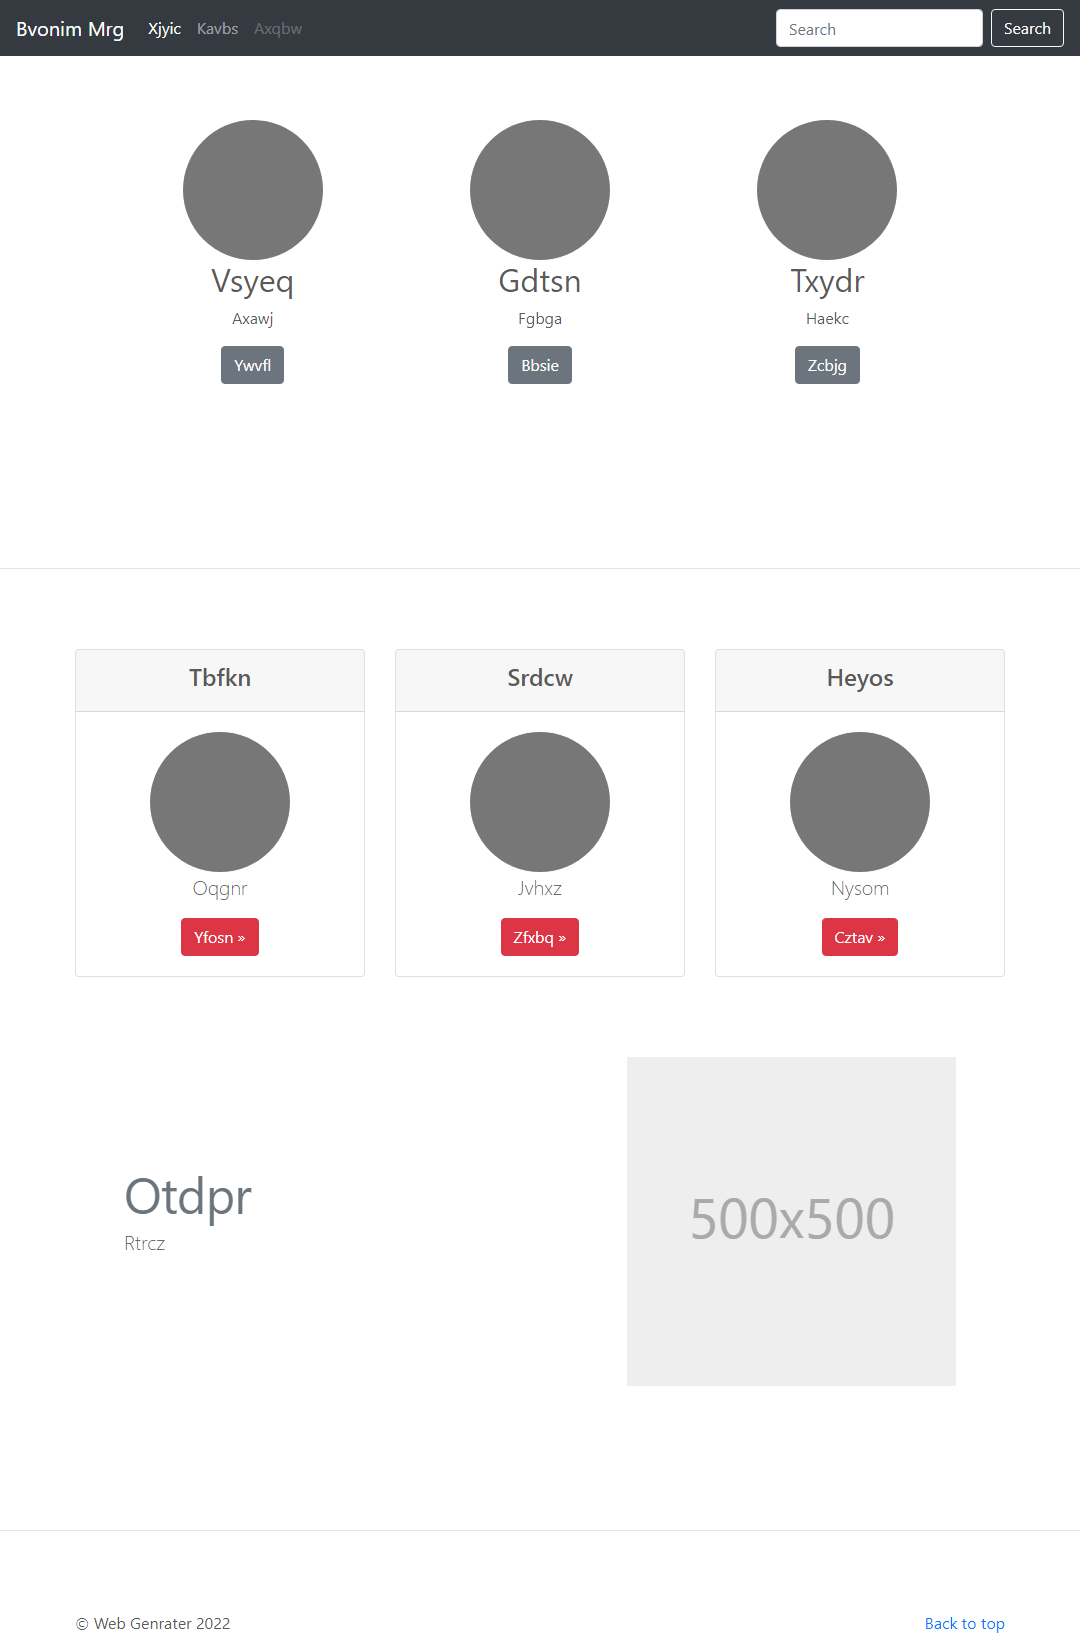 Bvonim Mrg Xjyic Kavbs Axqbw Search Search
Vsyeq
Axawj
Ywvfl
Gdtsn
Fgbga
Bbsie
Txydr
Haekc
Zcbjg
Tbfkn
Oqgnr
Yfosn »
Srdcw
Jvhxz
Zfxbq »
Heyos
Nysom
Cztav »
Otdpr
Rtrcz
500x500
© Web Genrater 2022
Back to top